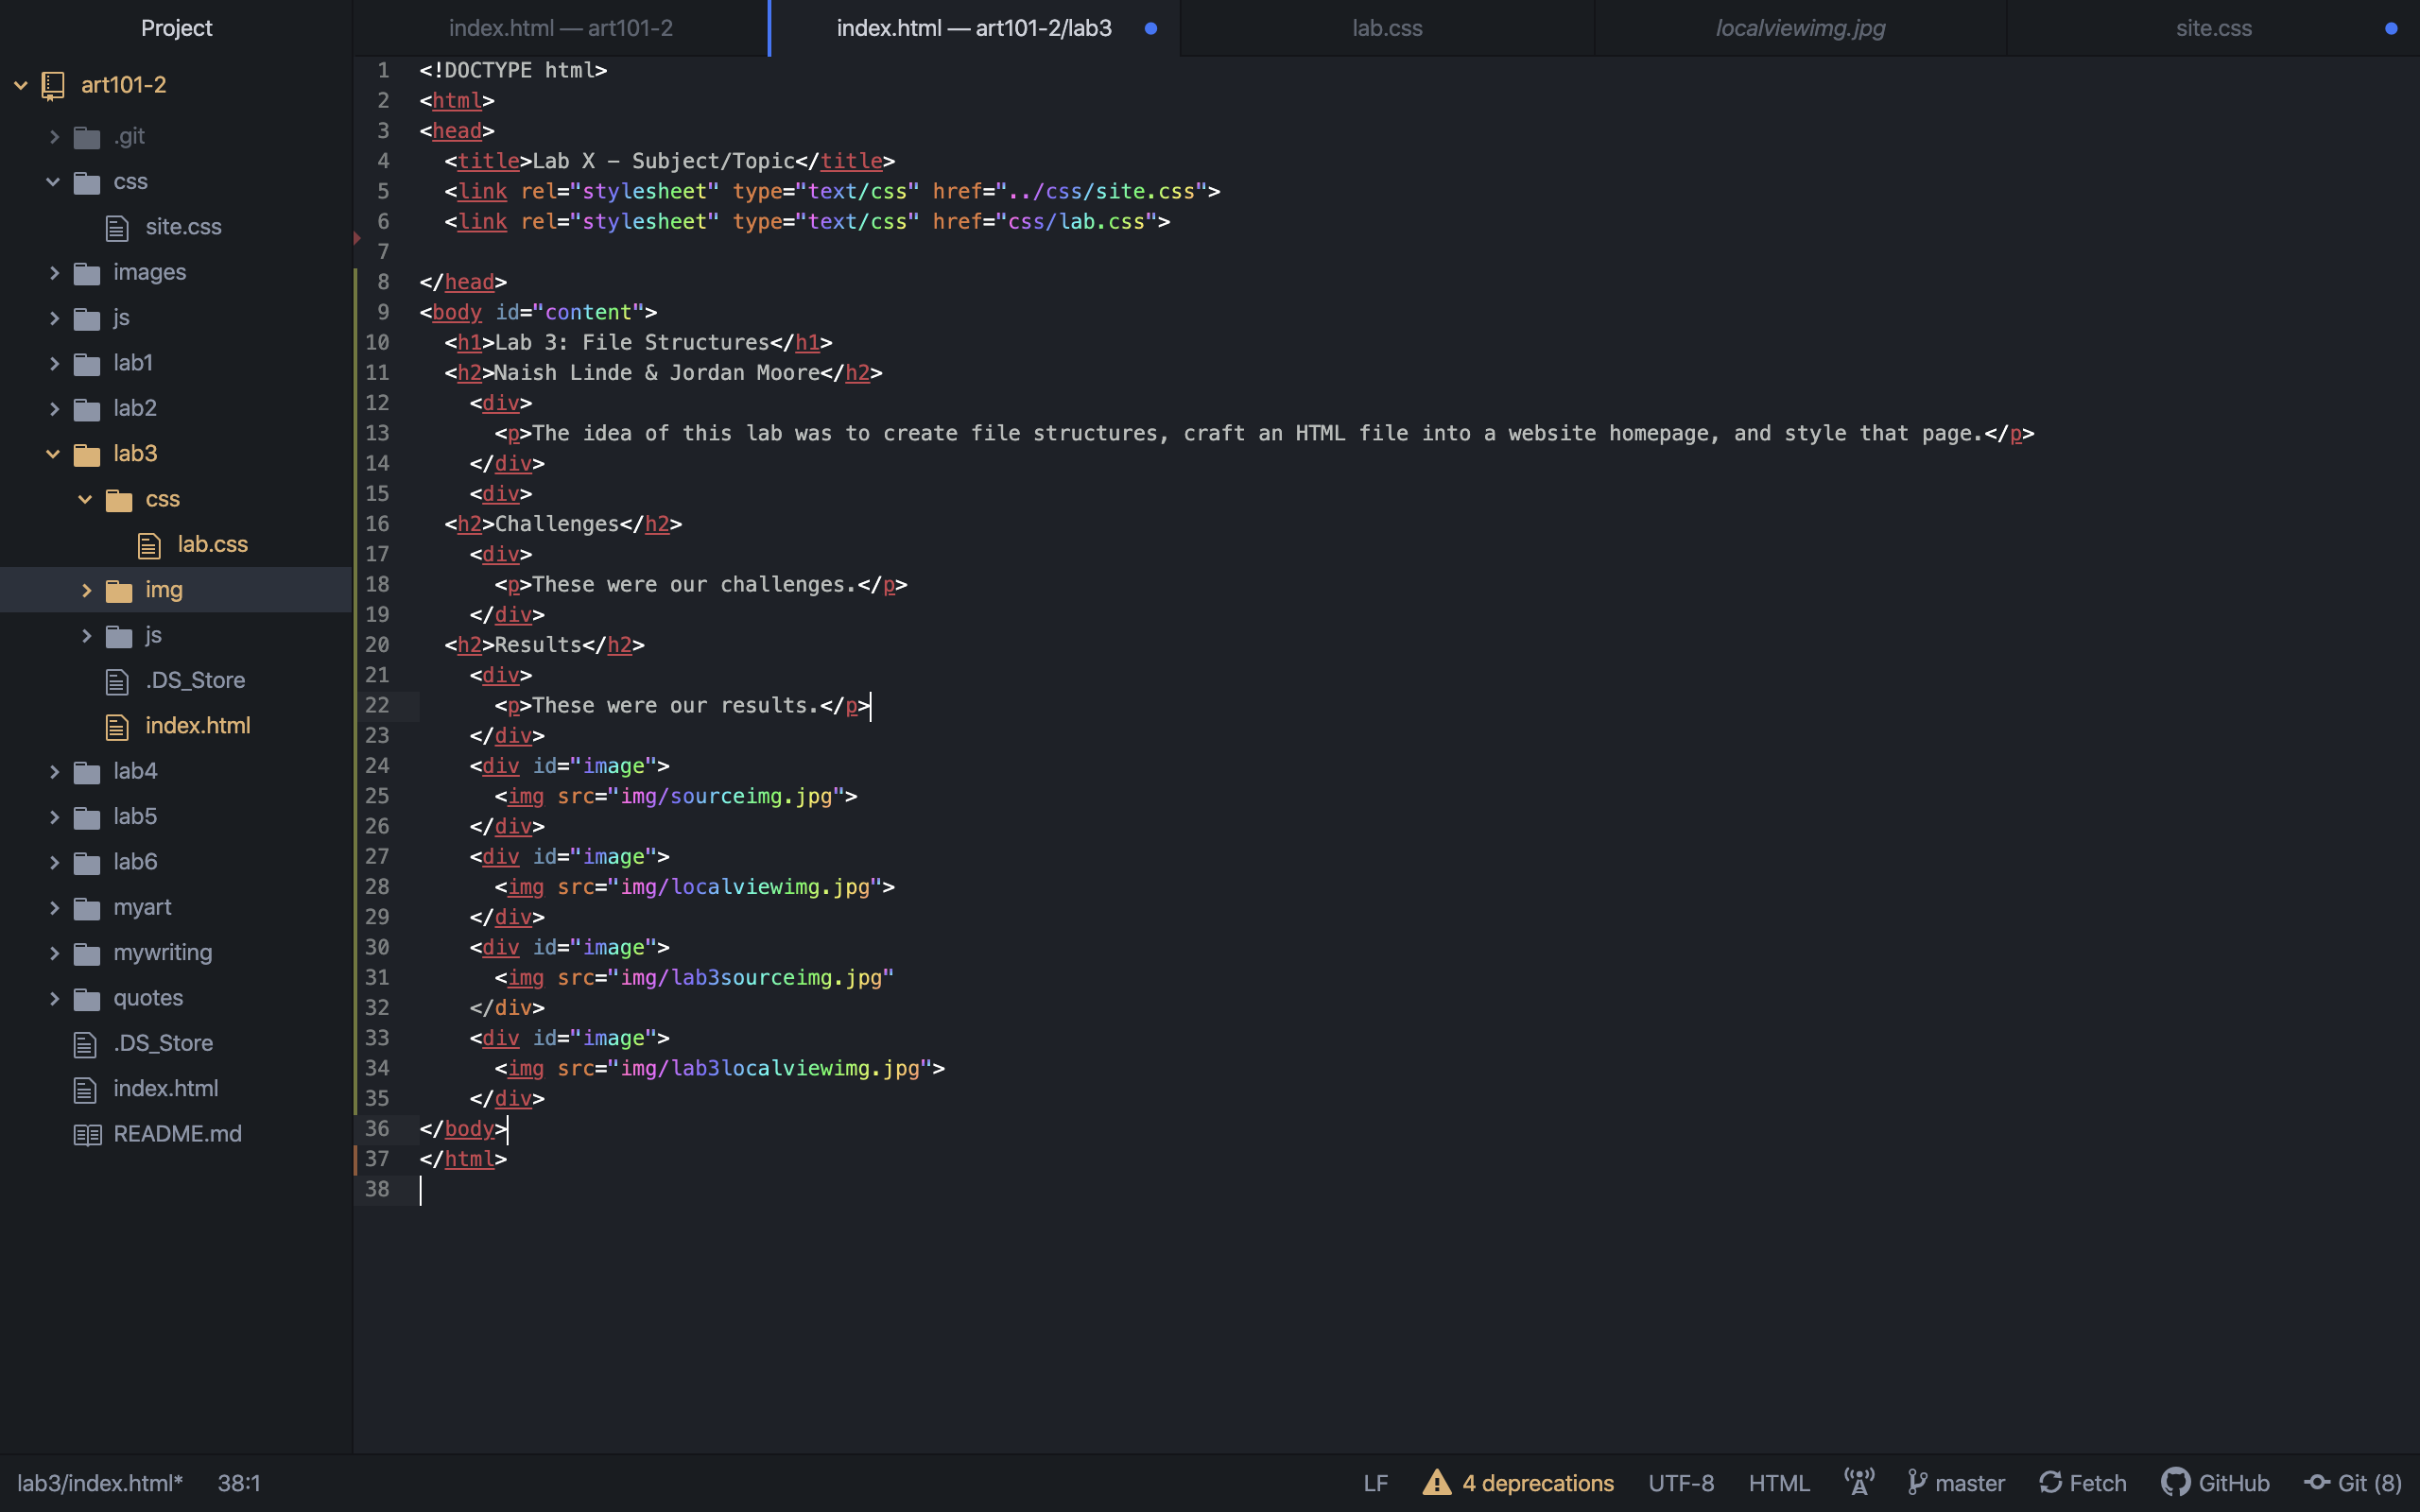 Project
index.html — art101-2
index.html — art101-2/lab3
lab.css
localviewimg.jpg
site.css
art101-2
.git
css
site.css
images
js
lab1
lab2
lab3
css
lab.css
img
js
.DS_Store
index.html
lab4
lab5
lab6
myart
mywriting
quotes
.DS_Store
index.html
README.md
1 <!DOCTYPE html>
2 <html>
3 <head>
4 <title>Lab X – Subject/Topic</title>
5 <link rel="stylesheet" type="text/css" href="../css/site.css">
6 <link rel="stylesheet" type="text/css" href="css/lab.css">
7
8 </head>
9 <body id="content">
10 <h1>Lab 3: File Structures</h1>
11 <h2>Naish Linde & Jordan Moore</h2>
12 <div>
13 <p>The idea of this lab was to create file structures, craft an HTML file into a website homepage, and style that page.</p>
14 </div>
15 <div>
16 <h2>Challenges</h2>
17 <div>
18 <p>These were our challenges.</p>
19 </div>
20 <h2>Results</h2>
21 <div>
22 <p>These were our results.</p>
23 </div>
24 <div id="image">
25 <img src="img/sourceimg.jpg">
26 </div>
27 <div id="image">
28 <img src="img/localviewimg.jpg">
29 </div>
30 <div id="image">
31 <img src="img/lab3sourceimg.jpg"
32 </div>
33 <div id="image">
34 <img src="img/lab3localviewimg.jpg">
35 </div>
36 </body>
37 </html>
38
lab3/index.html* 38:1
LF 4 deprecations UTF-8 HTML master Fetch GitHub Git (8)